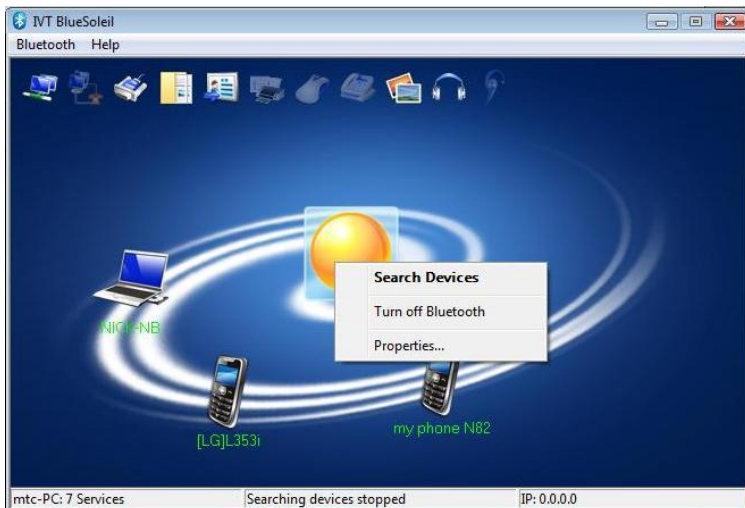 IVT BlueSoleil
Bluetooth Help
Search Devices
Turn off Bluetooth
Properties...
NICK-NB
[LG]L353i
my phone N82
mtc-PC: 7 Services
Searching devices stopped
IP: 0.0.0.0